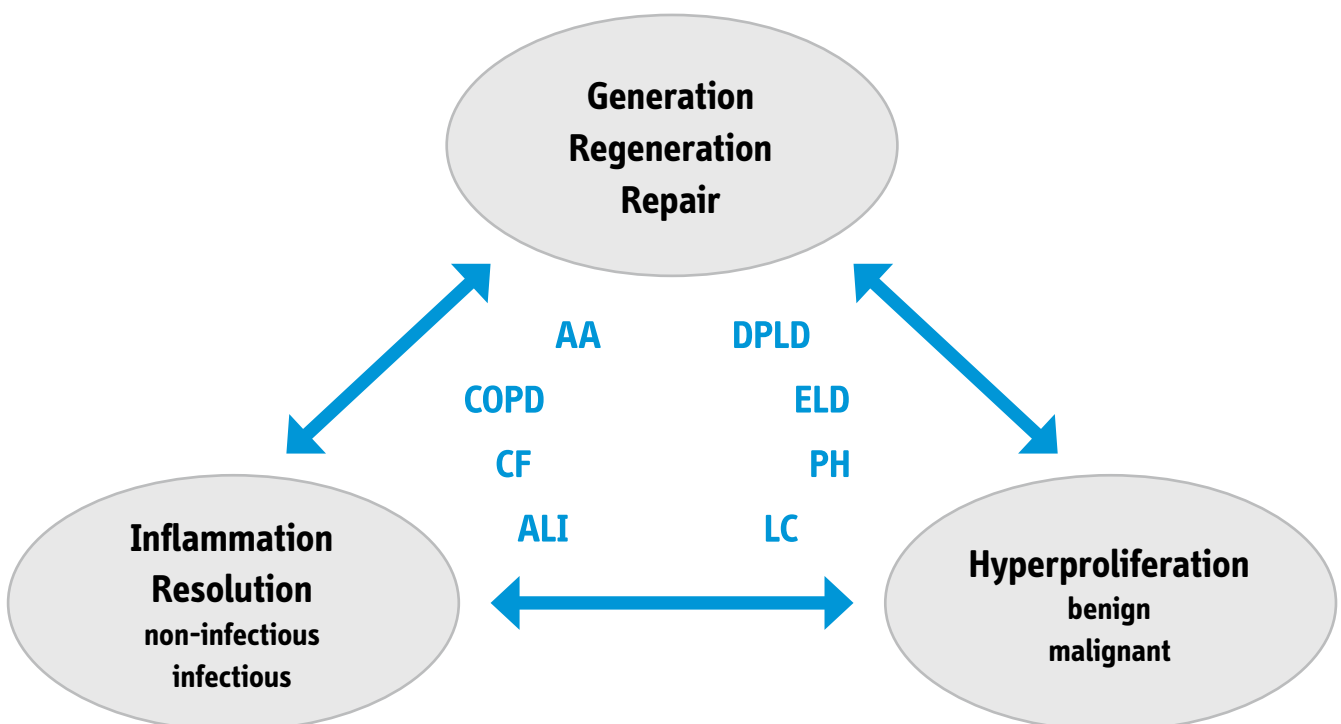 Generation
Regeneration
Repair
AA
DPLD
COPD
ELD
CF
PH
ALI
LC
Inflammation
Resolution
non-infectious
infectious
Hyperproliferation
benign
malignant